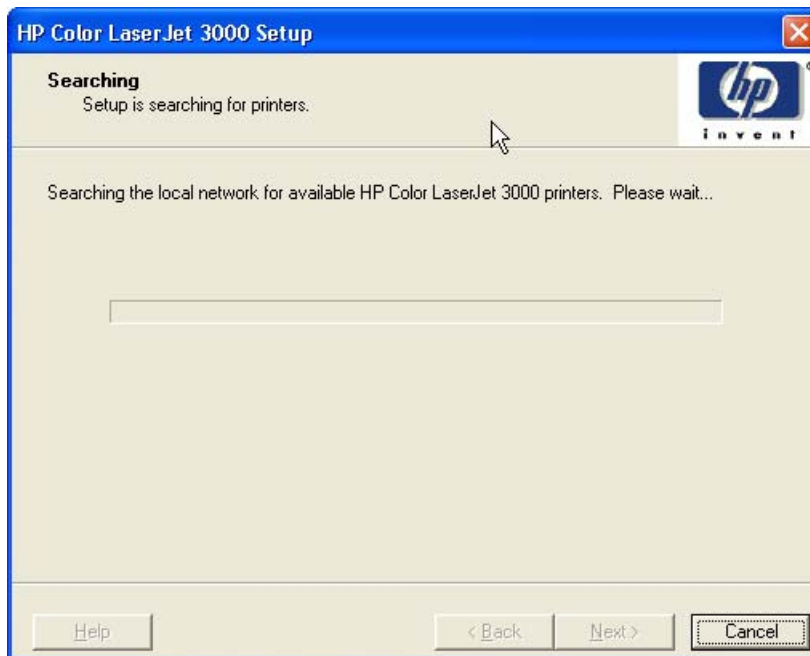 HP Color LaserJet 3000 Setup
Searching
Setup is searching for printers.
hp
invent
Searching the local network for available HP Color LaserJet 3000 printers. Please wait...
Help
< Back
Next >
Cancel